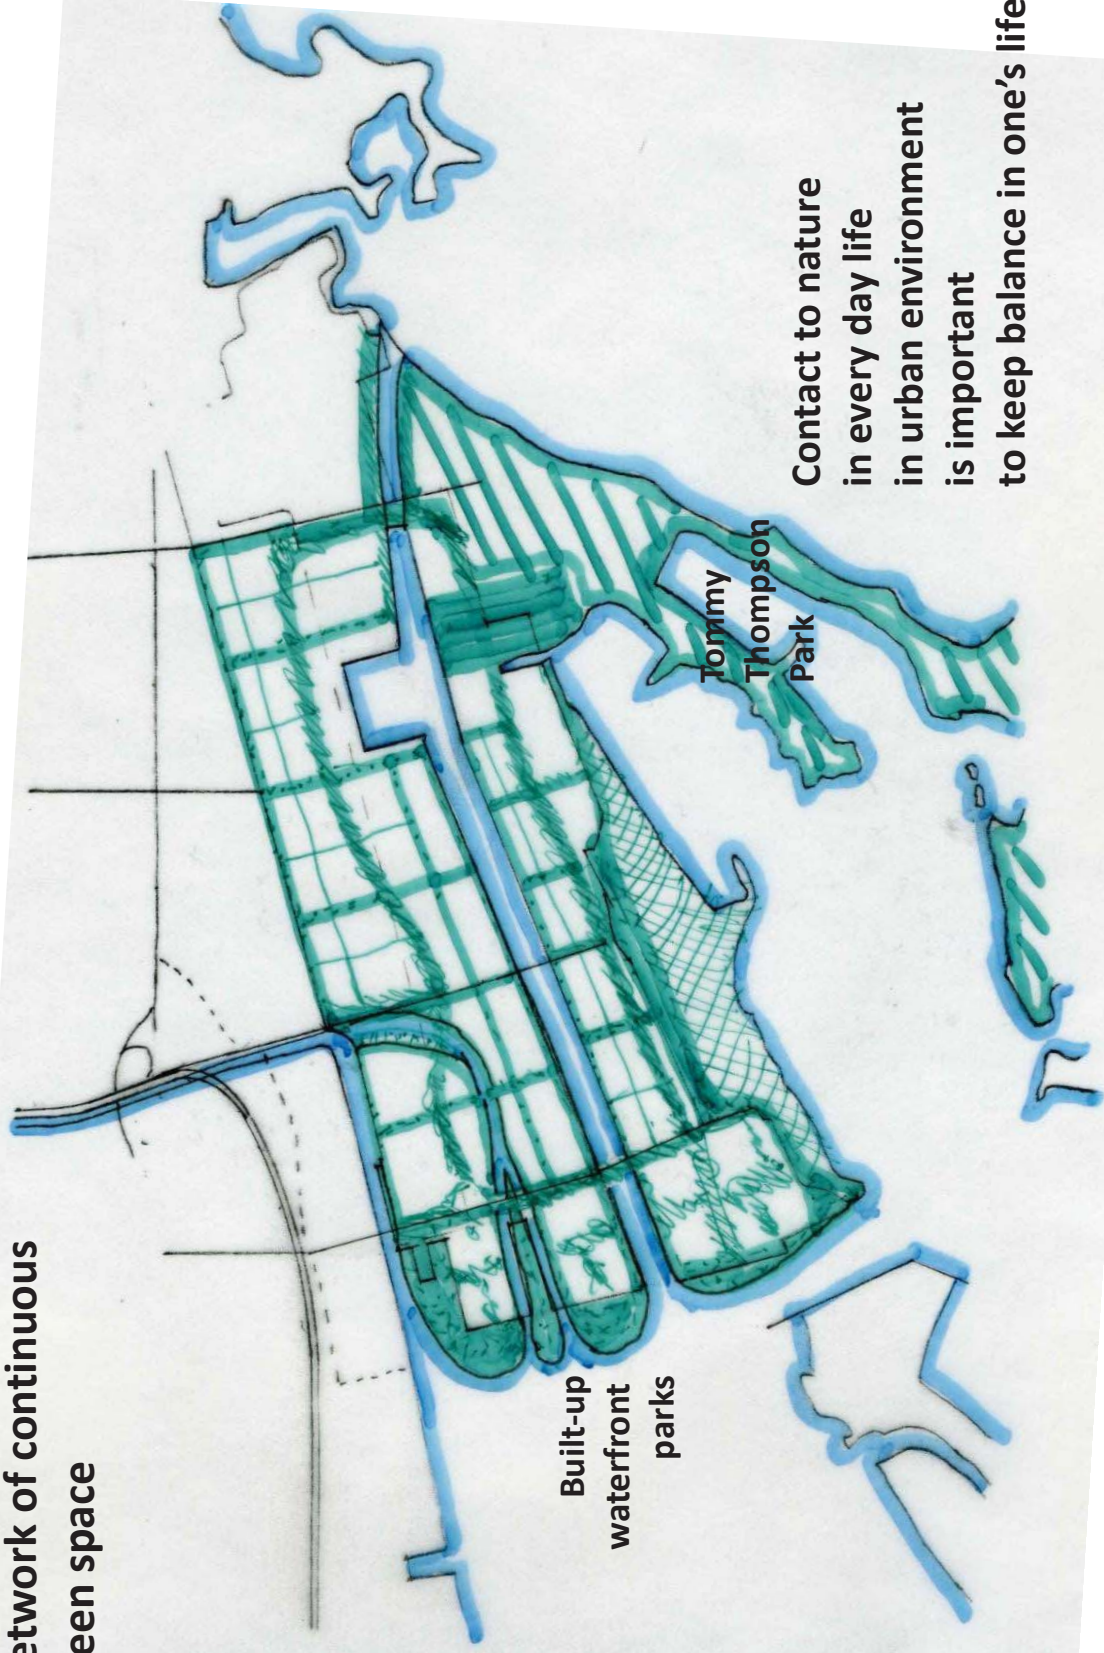 etwork of continuous
een space
Built-up
waterfront
parks
Tommy
Thompson
Park
Contact to nature
in every day life
in urban environment
is important
to keep balance in one's life